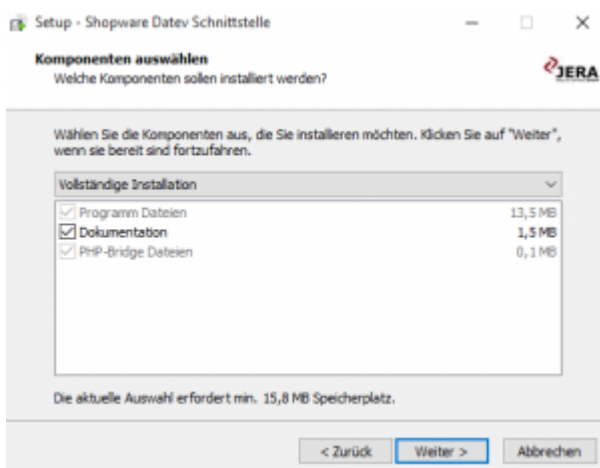 Setup - Shopware Datev Schnittstelle
Komponenten auswählen
Welche Komponenten sollen installiert werden?
JERA
Wählen Sie die Komponenten aus, die Sie installieren möchten. Klicken Sie auf "Weiter",
wenn sie bereit sind fortzufahren.
Vollständige Installation
Programm Dateien 13,5 MB
Dokumentation 1,5 MB
PHP-Bridge Dateien 0,1 MB
Die aktuelle Auswahl erfordert min. 15,8 MB Speicherplatz.
< Zurück Weiter > Abbrechen